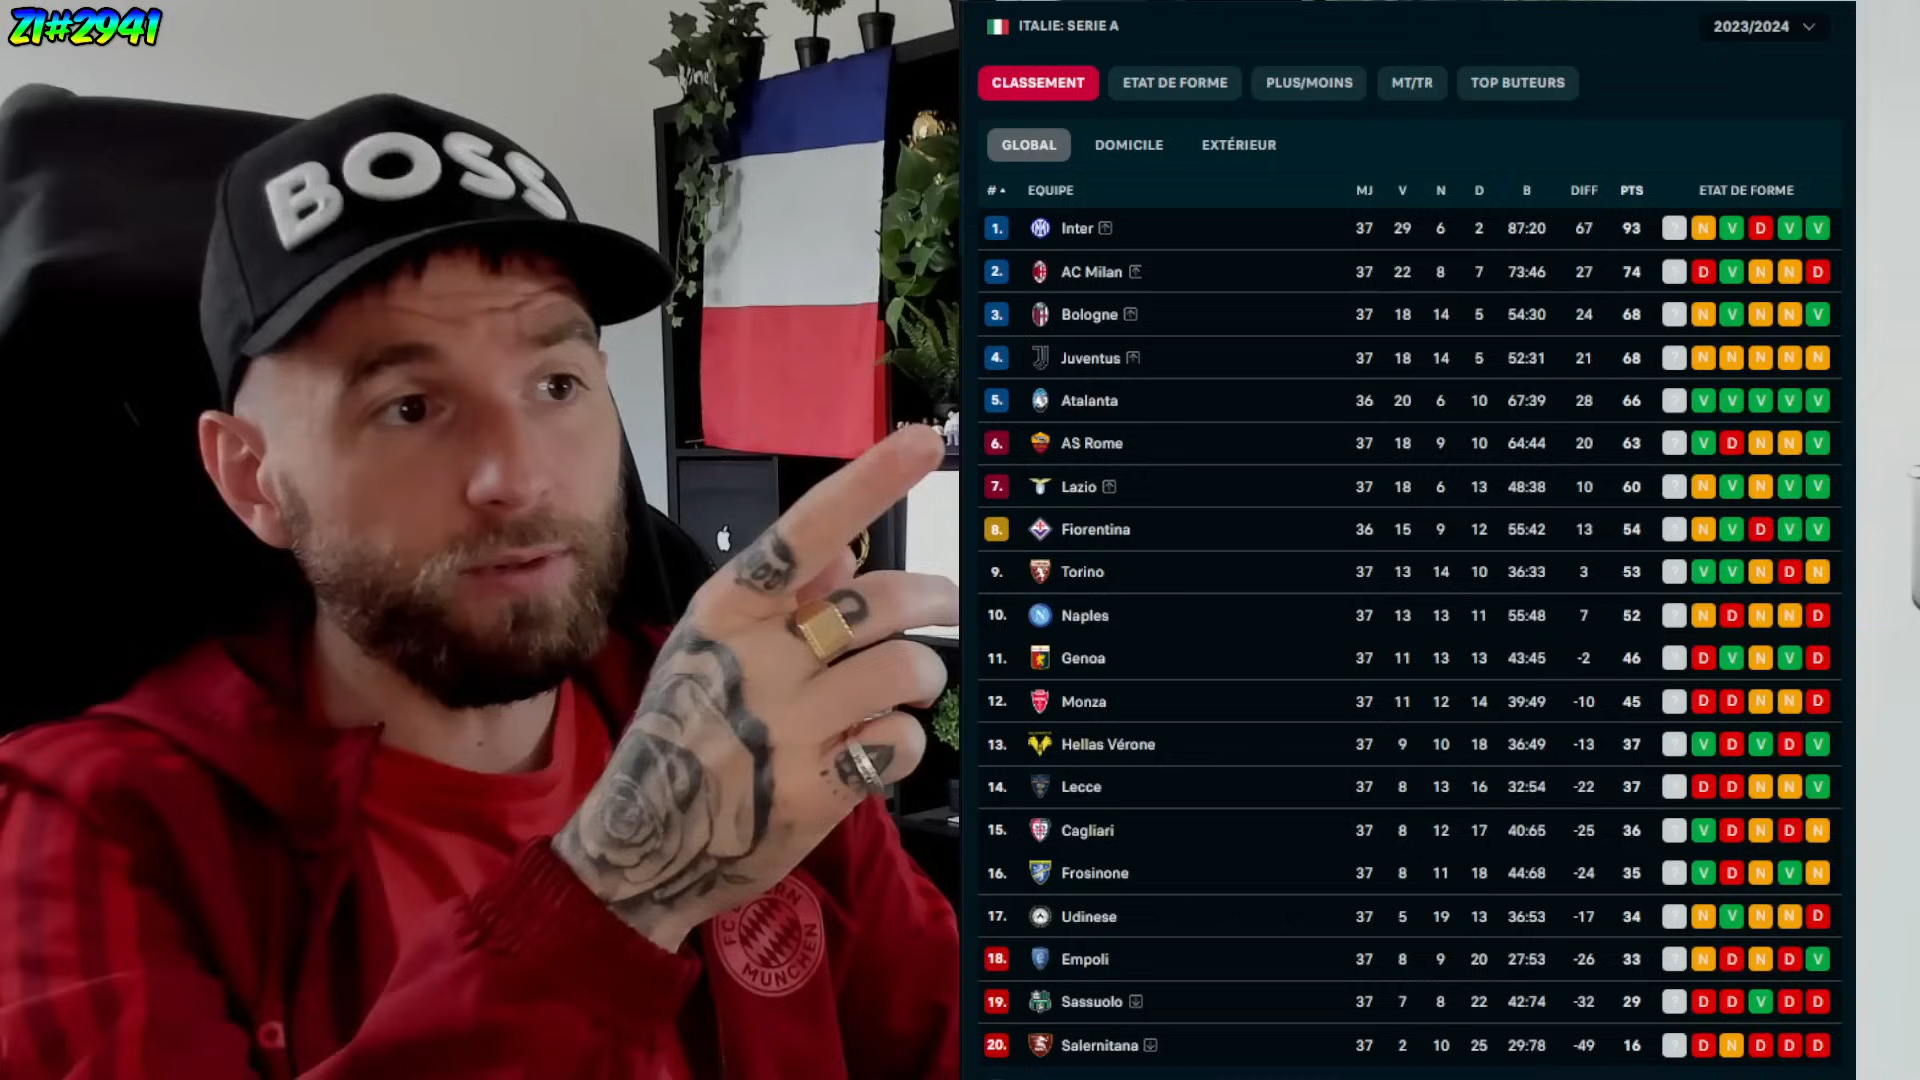 Z1#2941
BOSS
FC BAYERN
MUNCHEN
ITALIE: SERIE A
2023/2024
CLASSEMENT ETAT DE FORME PLUS/MOINS MT/TR TOP BUTEURS
GLOBAL DOMICILE EXTÉRIEUR
# EQUIPE MJ V N D B DIFF PTS ETAT DE FORME
1. Inter 37 29 6 2 87:20 67 93 ? N V D V V
2. AC Milan 37 22 8 7 73:46 27 74 ? D V N N D
3. Bologne 37 18 14 5 54:30 24 68 ? N V N N V
4. Juventus 37 18 14 5 52:31 21 68 ? N N N N N
5. Atalanta 36 20 6 10 67:39 28 66 ? V V V V V
6. AS Rome 37 18 9 10 64:44 20 63 ? V D N N V
7. Lazio 37 18 6 13 48:38 10 60 ? N V N V V
8. Fiorentina 36 15 9 12 55:42 13 54 ? N V D V V
9. Torino 37 13 14 10 36:33 3 53 ? V V N D N
10. Naples 37 13 13 11 55:48 7 52 ? N D N N D
11. Genoa 37 11 13 13 43:45 -2 46 ? D V N V D
12. Monza 37 11 12 14 39:49 -10 45 ? D D N N D
13. Hellas Vérone 37 9 10 18 36:49 -13 37 ? V D V D V
14. Lecce 37 8 13 16 32:54 -22 37 ? D D N N V
15. Cagliari 37 8 12 17 40:65 -25 36 ? V D N D N
16. Frosinone 37 8 11 18 44:68 -24 35 ? V D N V N
17. Udinese 37 5 19 13 36:53 -17 34 ? N V N N D
18. Empoli 37 8 9 20 27:53 -26 33 ? N D N D V
19. Sassuolo 37 7 8 22 42:74 -32 29 ? D D V D D
20. Salernitana 37 2 10 25 29:78 -49 16 ? D N D D D